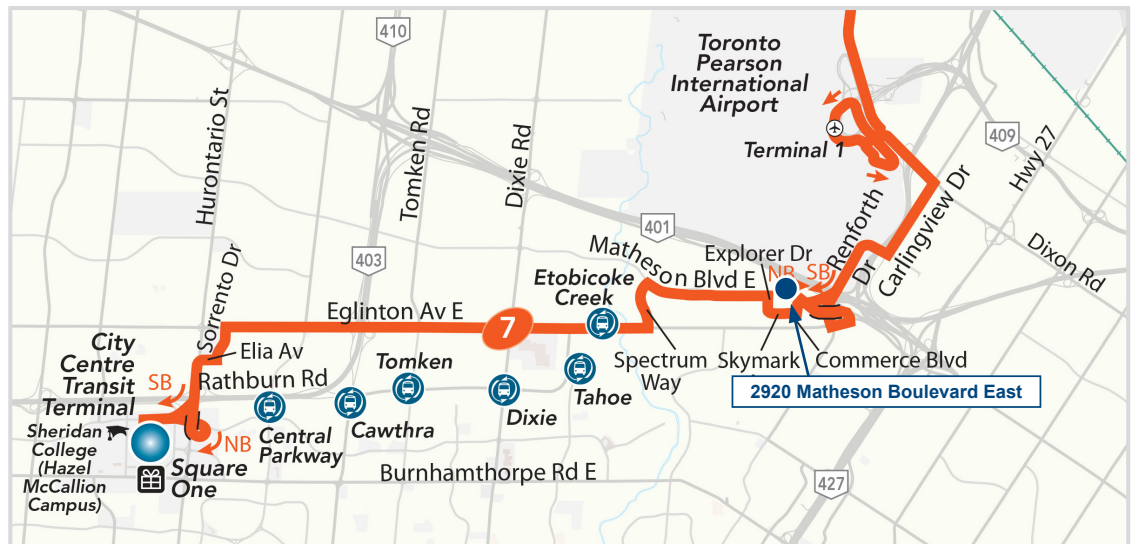 410
Toronto
Pearson
International
Airport
Terminal 1
409
Hwy 27
Hurontario St
Tomken Rd
Dixie Rd
401
403
Renforth
Dr
Carlingview Dr
Dixon Rd
Matheson Blvd E
Explorer Dr
NB
SB
Etobicoke
Creek
Sorrento Dr
Eglinton Av E
7
City
Centre
Transit
Terminal
Elia Av
SB
Rathburn Rd
Tomken
Spectrum
Way
Skymark
Commerce Blvd
2920 Matheson Boulevard East
Tahoe
Dixie
Cawthra
Central
Parkway
NB
Sheridan
College
(Hazel
McCallion
Campus)
Square
One
Burnhamthorpe Rd E
427